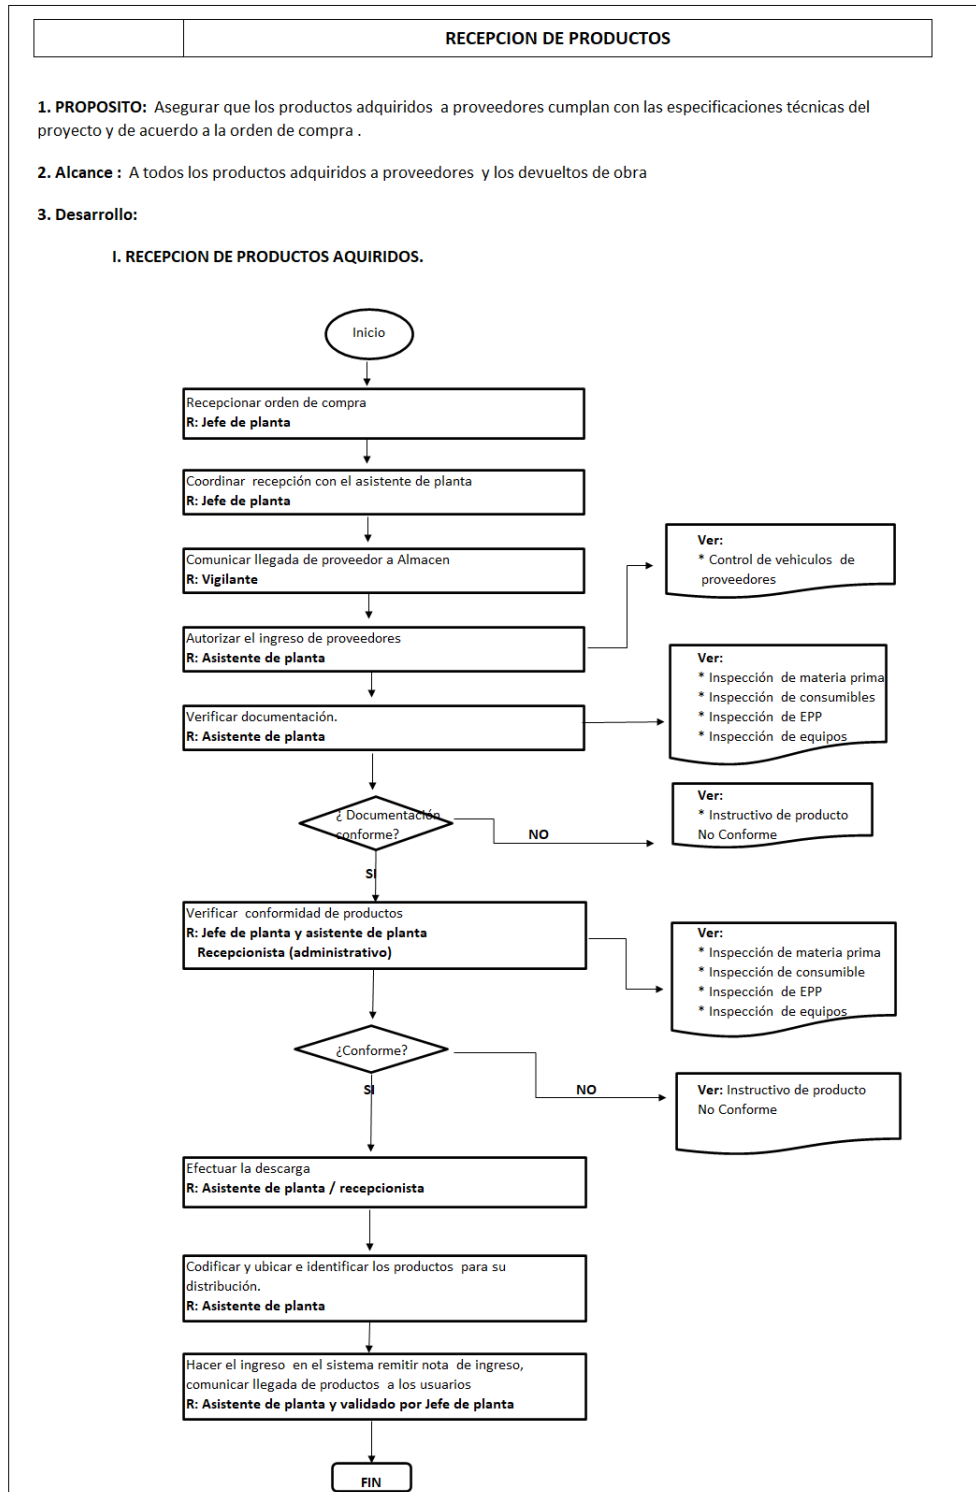 RECEPCION DE PRODUCTOS
1. PROPOSITO: Asegurar que los productos adquiridos a proveedores cumplan con las especificaciones técnicas del
proyecto y de acuerdo a la orden de compra .
2. Alcance : A todos los productos adquiridos a proveedores y los devueltos de obra
3. Desarrollo:
I. RECEPCION DE PRODUCTOS AQUIRIDOS.
Inicio
Recepcionar orden de compra
R: Jefe de planta
Coordinar recepción con el asistente de planta
R: Jefe de planta
Comunicar llegada de proveedor a Almacen
R: Vigilante
Ver:
* Control de vehiculos de
proveedores
Autorizar el ingreso de proveedores
R: Asistente de planta
Ver:
* Inspección de materia prima
* Inspección de consumibles
* Inspección de EPP
* Inspección de equipos
Verificar documentación.
R: Asistente de planta
¿ Documentación
conforme?
NO
Ver:
* Instructivo de producto
No Conforme
SI
Verificar conformidad de productos
R: Jefe de planta y asistente de planta
Recepcionista (administrativo)
Ver:
* Inspección de materia prima
* Inspección de consumible
* Inspección de EPP
* Inspección de equipos
¿Conforme?
SI
NO
Ver: Instructivo de producto
No Conforme
Efectuar la descarga
R: Asistente de planta / recepcionista
Codificar y ubicar e identificar los productos para su
distribución.
R: Asistente de planta
Hacer el ingreso en el sistema remitir nota de ingreso,
comunicar llegada de productos a los usuarios
R: Asistente de planta y validado por Jefe de planta
FIN